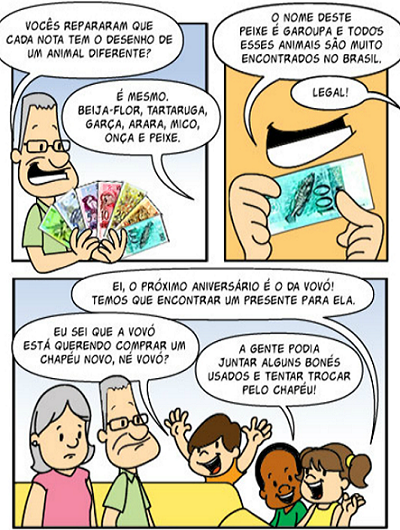 VOCÊS REPARARAM QUE
CADA NOTA TEM O DESENHO DE
UM ANIMAL DIFERENTE?
É MESMO.
BEIJA-FLOR, TARTARUGA,
GARÇA, ARARA, MICO,
ONÇA E PEIXE.
O NOME DESTE
PEIXE É GAROUPA E TODOS
ESSES ANIMAIS SÃO MUITO
ENCONTRADOS NO BRASIL.
LEGAL!
100
EI, O PRÓXIMO ANIVERSÁRIO É O DA VOVÓ!
TEMOS QUE ENCONTRAR UM PRESENTE PARA ELA.
EU SEI QUE A VOVÓ
ESTÁ QUERENDO COMPRAR UM
CHAPÉU NOVO, NÉ VOVÓ?
A GENTE PODIA
JUNTAR ALGUNS BONÉS
USADOS E TENTAR TROCAR
PELO CHAPÉU!